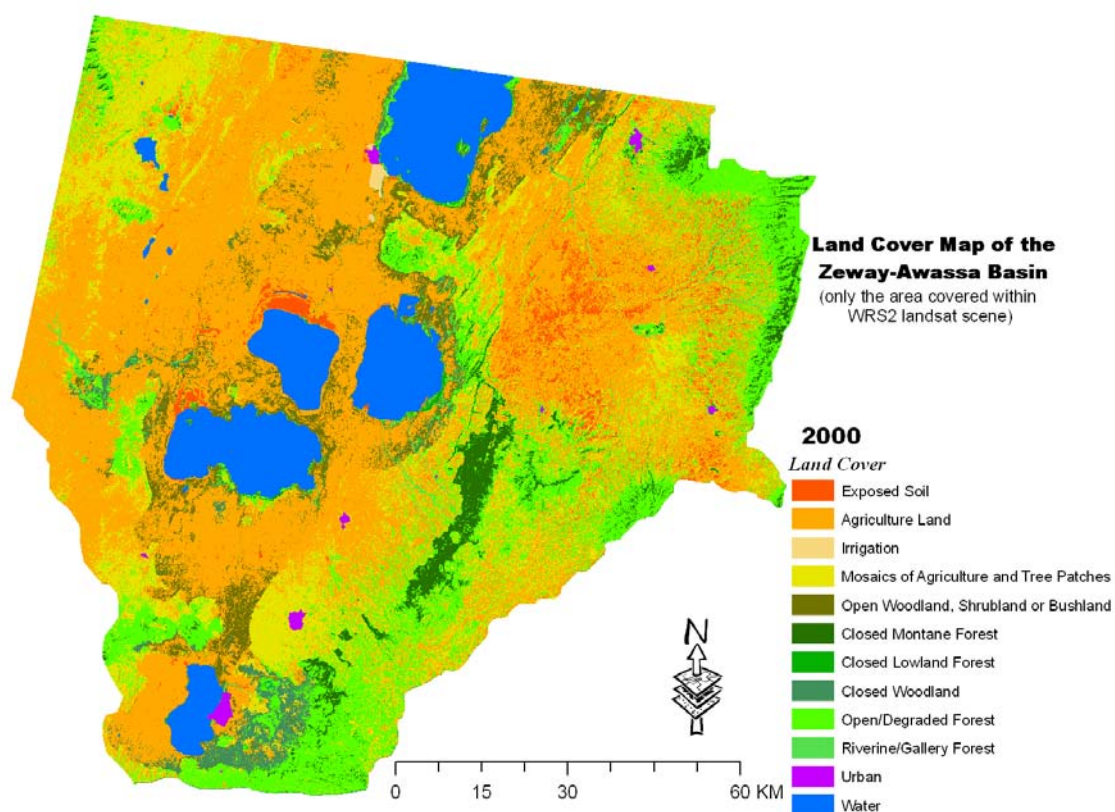 Land Cover Map of the
Zeway-Awassa Basin
(only the area covered within
WRS2 landsat scene)
2000
Land Cover
Exposed Soil
Agriculture Land
Irrigation
Mosaics of Agriculture and Tree Patches
Open Woodland, Shrubland or Bushland
Closed Montane Forest
Closed Lowland Forest
Closed Woodland
Open/Degraded Forest
Riverine/Gallery Forest
Urban
Water
N
0 15 30 60 KM